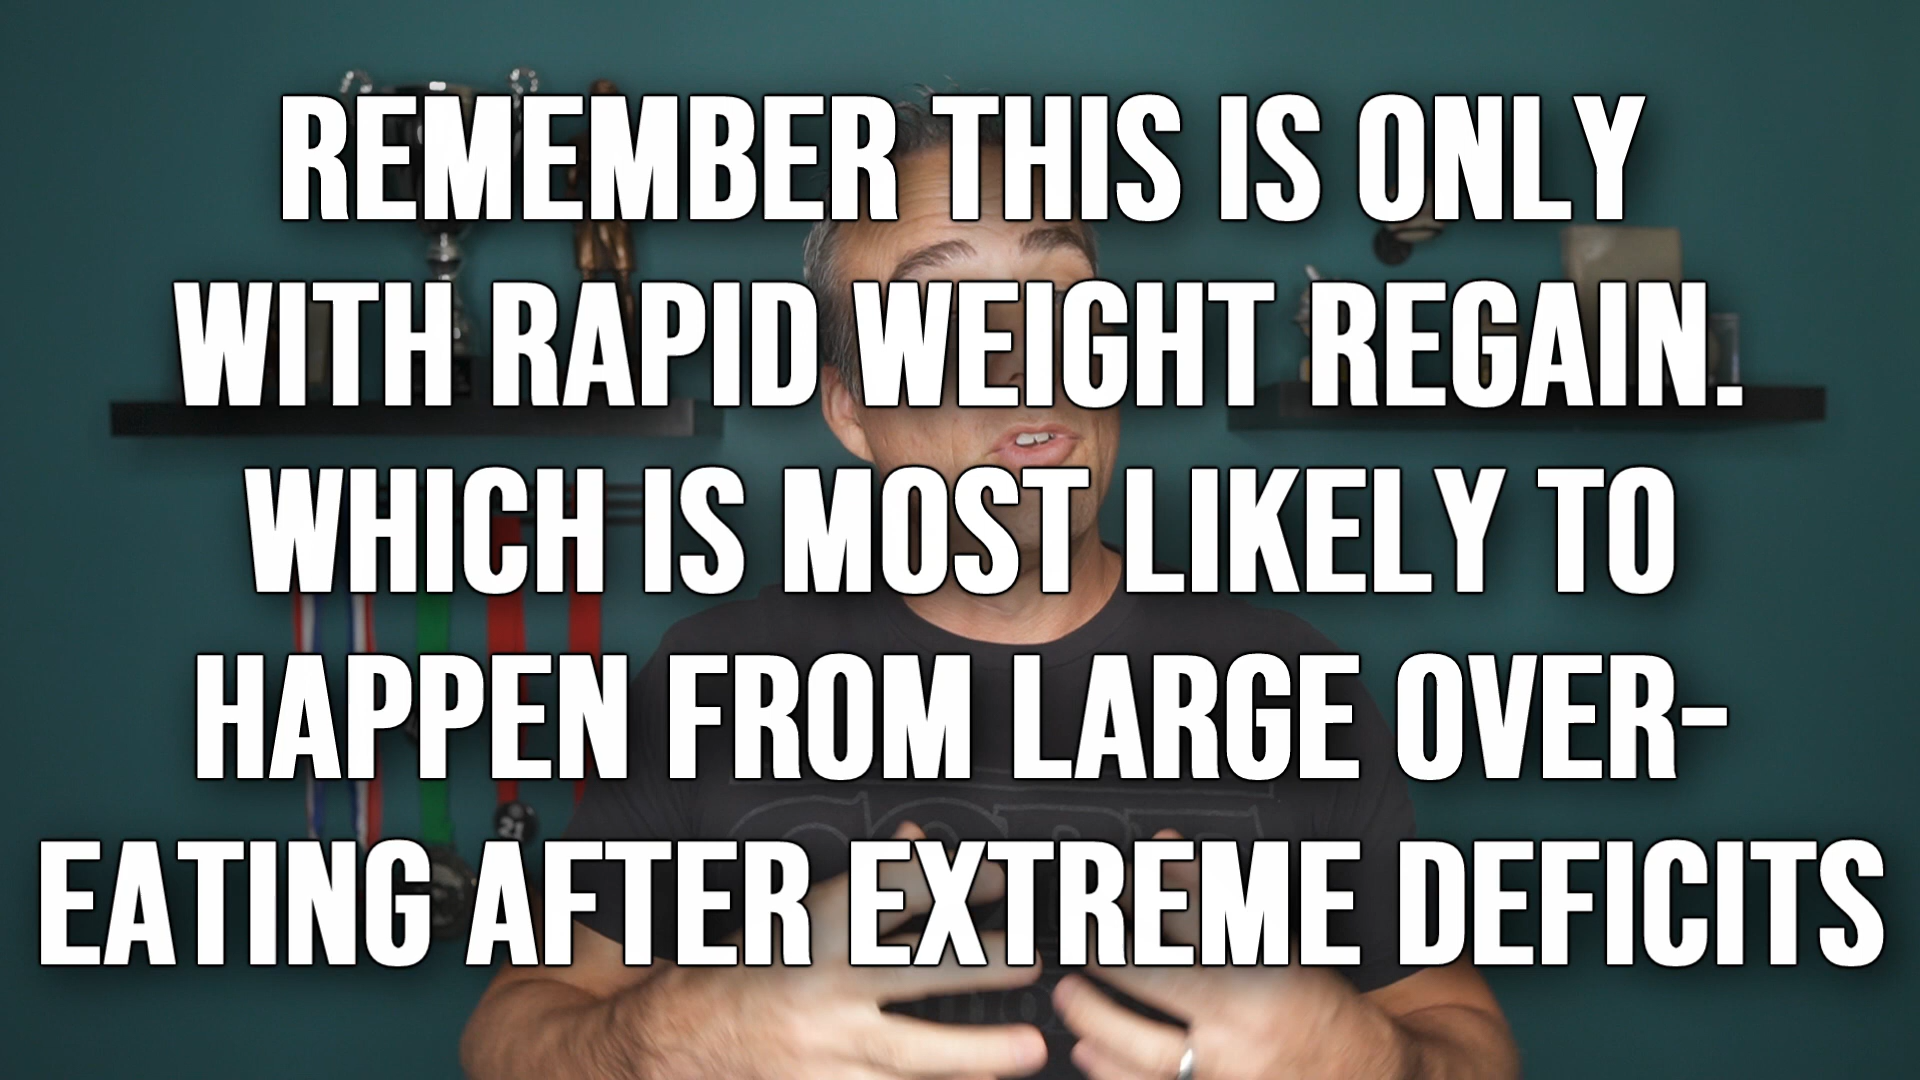 REMEMBER THIS IS ONLY
WITH RAPID WEIGHT REGAIN.
WHICH IS MOST LIKELY TO
HAPPEN FROM LARGE OVER-
EATING AFTER EXTREME DEFICITS
21